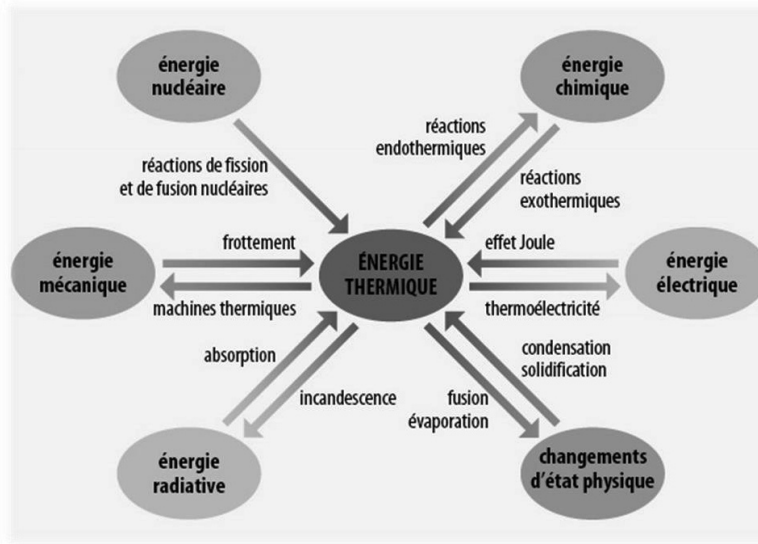 énergie
nucléaire
énergie
chimique
réactions
endothermiques
réactions de fission
et de fusion nucléaires
réactions
exothermiques
énergie
mécanique
frottement
machines thermiques
ÉNERGIE
THERMIQUE
effet Joule
thermoélectricité
énergie
électrique
absorption
incandescence
condensation
solidification
fusion
évaporation
énergie
radiative
changements
d'état physique